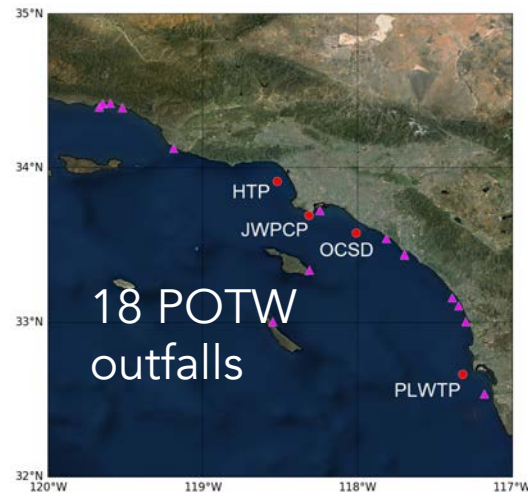 35°N
34°N
HTP
JWPCP
OCSD
18 POTW
outfalls
33°N
PLWTP
32°N
120°W 119°W 118°W 117°W